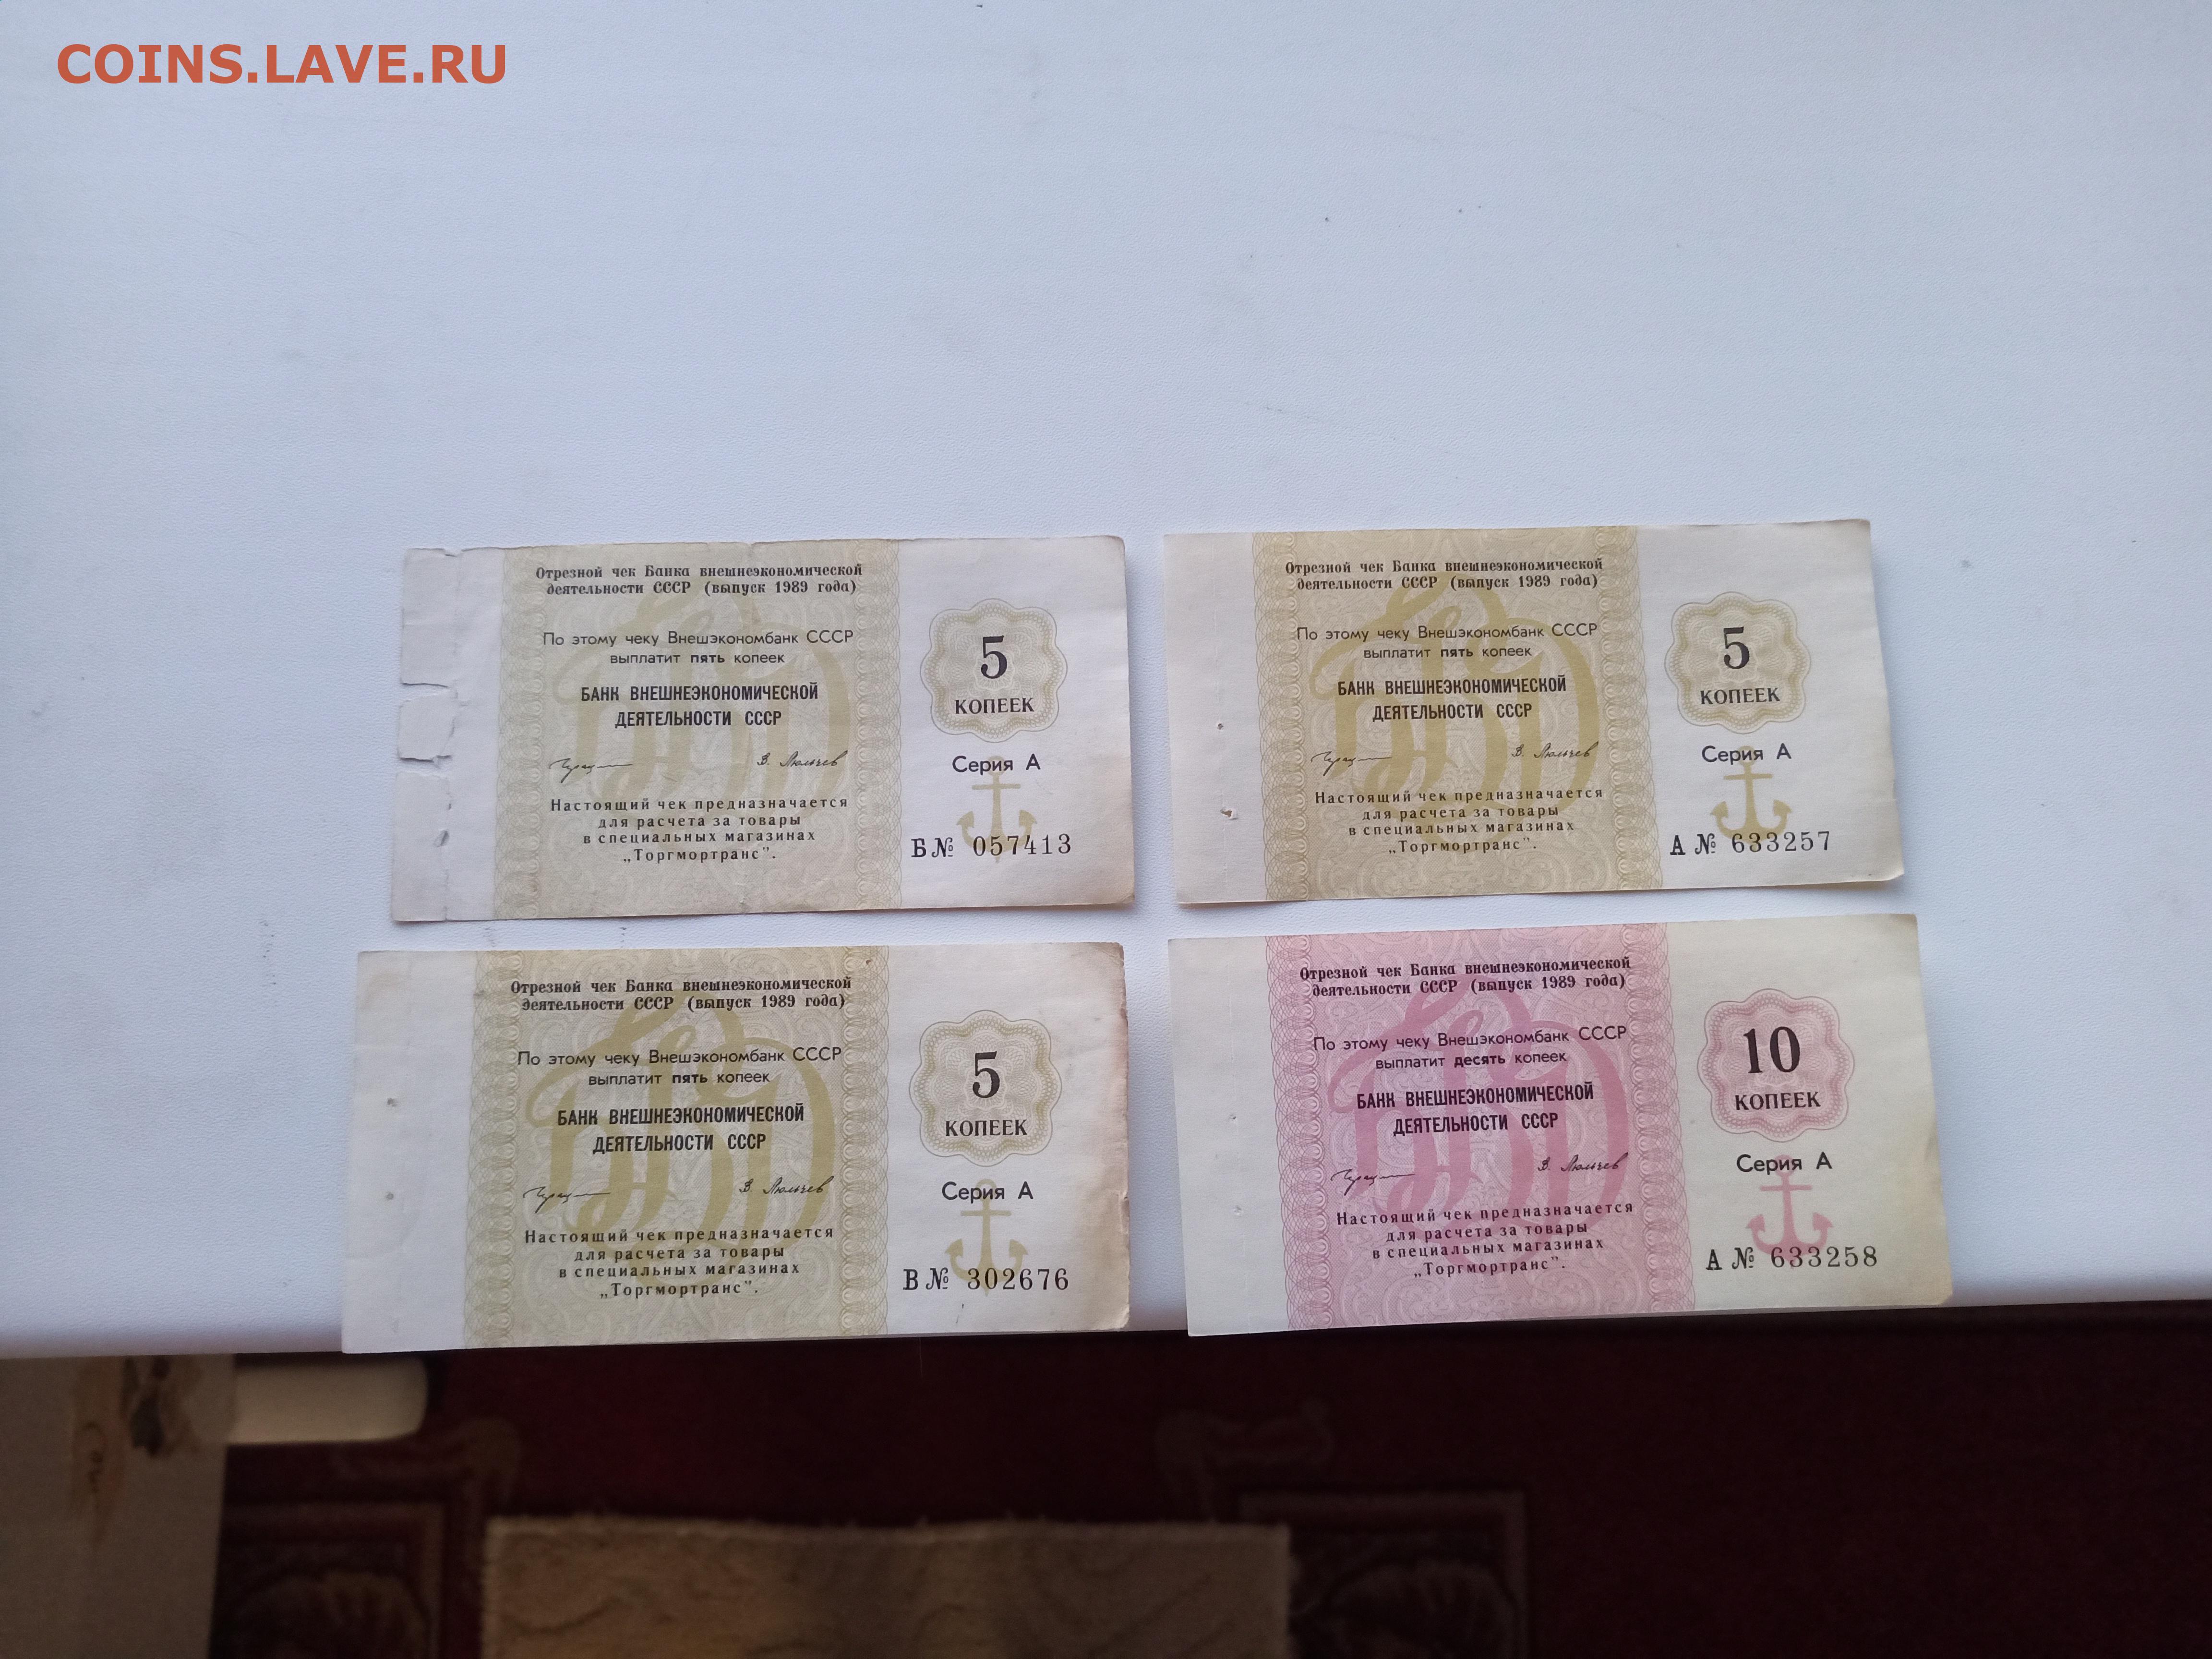 COINS.LAVE.RU
Отрезной чек Банка внешнеэкономической
деятельности СССР (выпуск 1989 года)
По этому чеку Внешэкономбанк СССР
выплатит пять копеек
БАНК ВНЕШНЕЭКОНОМИЧЕСКОЙ
ДЕЯТЕЛЬНОСТИ СССР
В. Люльчев
Настоящий чек предназначается
для расчета за товары
в специальных магазинах
„Торгмортранс”.
5
КОПЕЕК
Серия А
Б № 057413
Отрезной чек Банка внешнеэкономической
деятельности СССР (выпуск 1989 года)
По этому чеку Внешэкономбанк СССР
выплатит пять копеек
БАНК ВНЕШНЕЭКОНОМИЧЕСКОЙ
ДЕЯТЕЛЬНОСТИ СССР
В. Люльчев
Настоящий чек предназначается
для расчета за товары
в специальных магазинах
„Торгмортранс”.
5
КОПЕЕК
Серия А
А № 633257
Отрезной чек Банка внешнеэкономической
деятельности СССР (выпуск 1989 года)
По этому чеку Внешэкономбанк СССР
выплатит пять копеек
БАНК ВНЕШНЕЭКОНОМИЧЕСКОЙ
ДЕЯТЕЛЬНОСТИ СССР
В. Люльчев
Настоящий чек предназначается
для расчета за товары
в специальных магазинах
„Торгмортранс”.
5
КОПЕЕК
Серия А
В № 302676
Отрезной чек Банка внешнеэкономической
деятельности СССР (выпуск 1989 года)
По этому чеку Внешэкономбанк СССР
выплатит десять копеек
БАНК ВНЕШНЕЭКОНОМИЧЕСКОЙ
ДЕЯТЕЛЬНОСТИ СССР
В. Люльчев
Настоящий чек предназначается
для расчета за товары
в специальных магазинах
„Торгмортранс”.
10
КОПЕЕК
Серия А
А № 633258